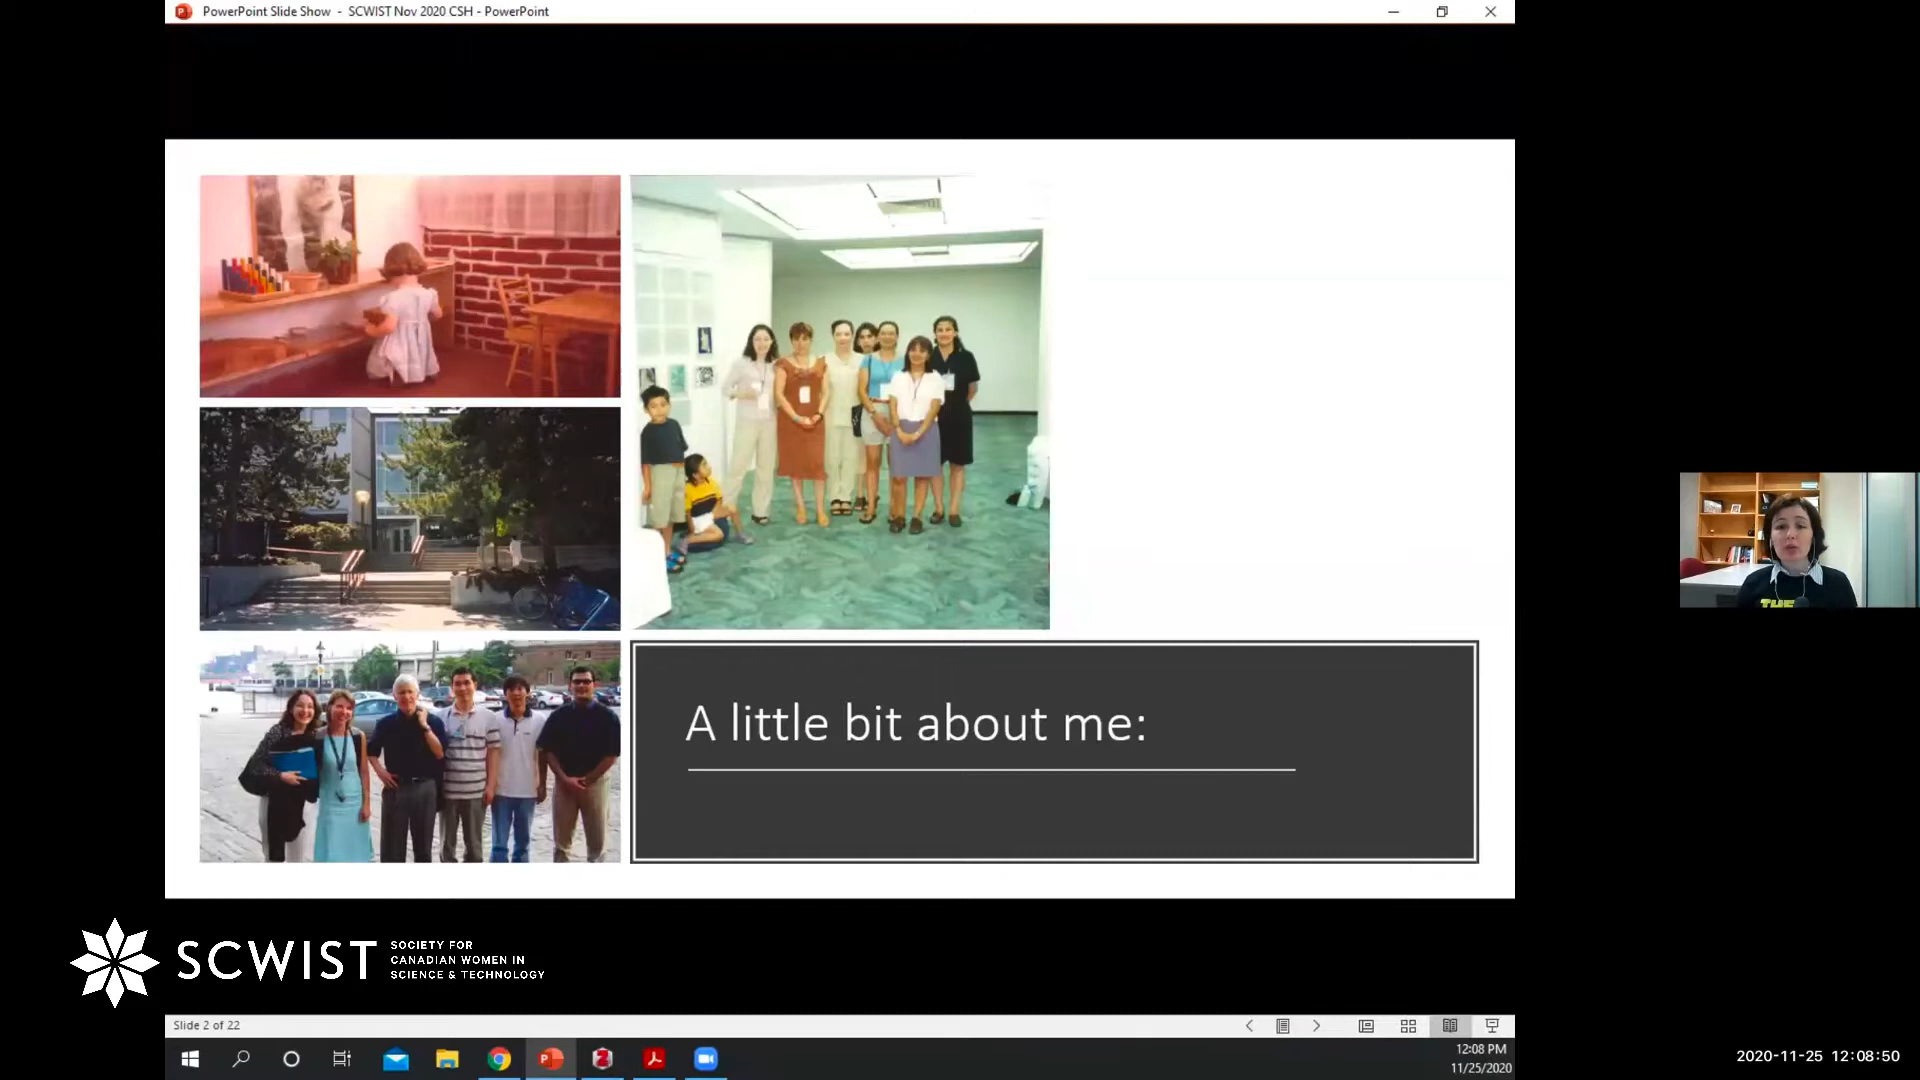 PowerPoint Slide Show - SCWIST Nov 2020 CSH - PowerPoint
A little bit about me:
THE
SCWIST
SOCIETY FOR
CANADIAN WOMEN IN
SCIENCE & TECHNOLOGY
Slide 2 of 22
12:08 PM
11/25/2020
2020-11-25 12:08:50